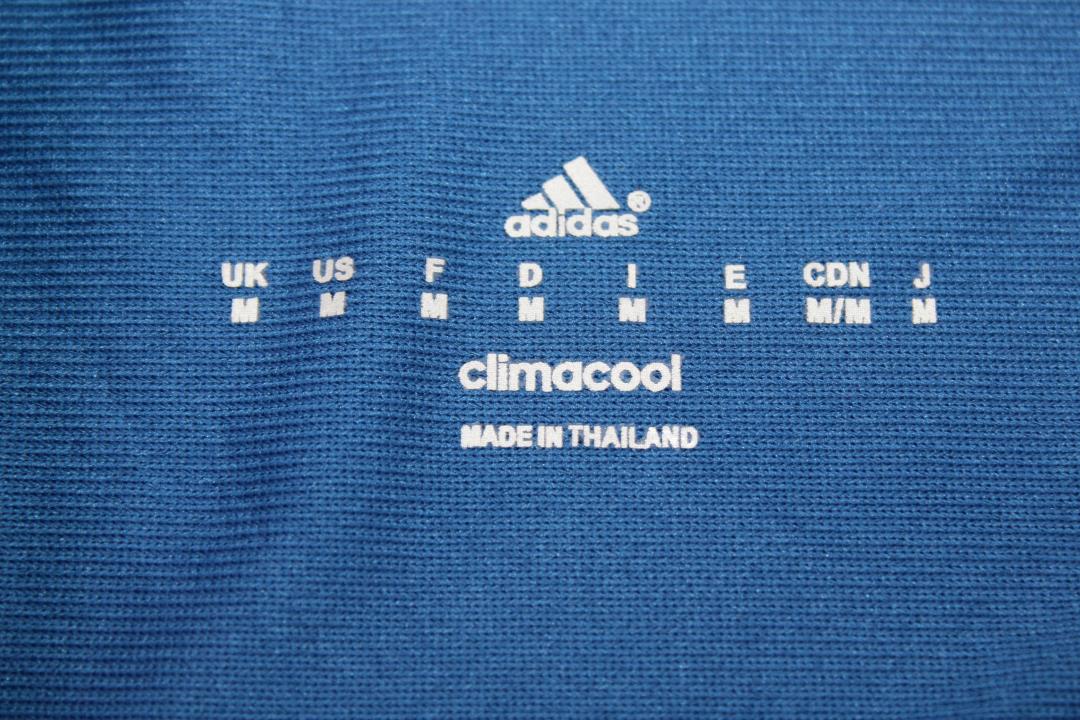 adidas®
UK US F D I E CDN J
M M M M M M M/M M
climacool
MADE IN THAILAND